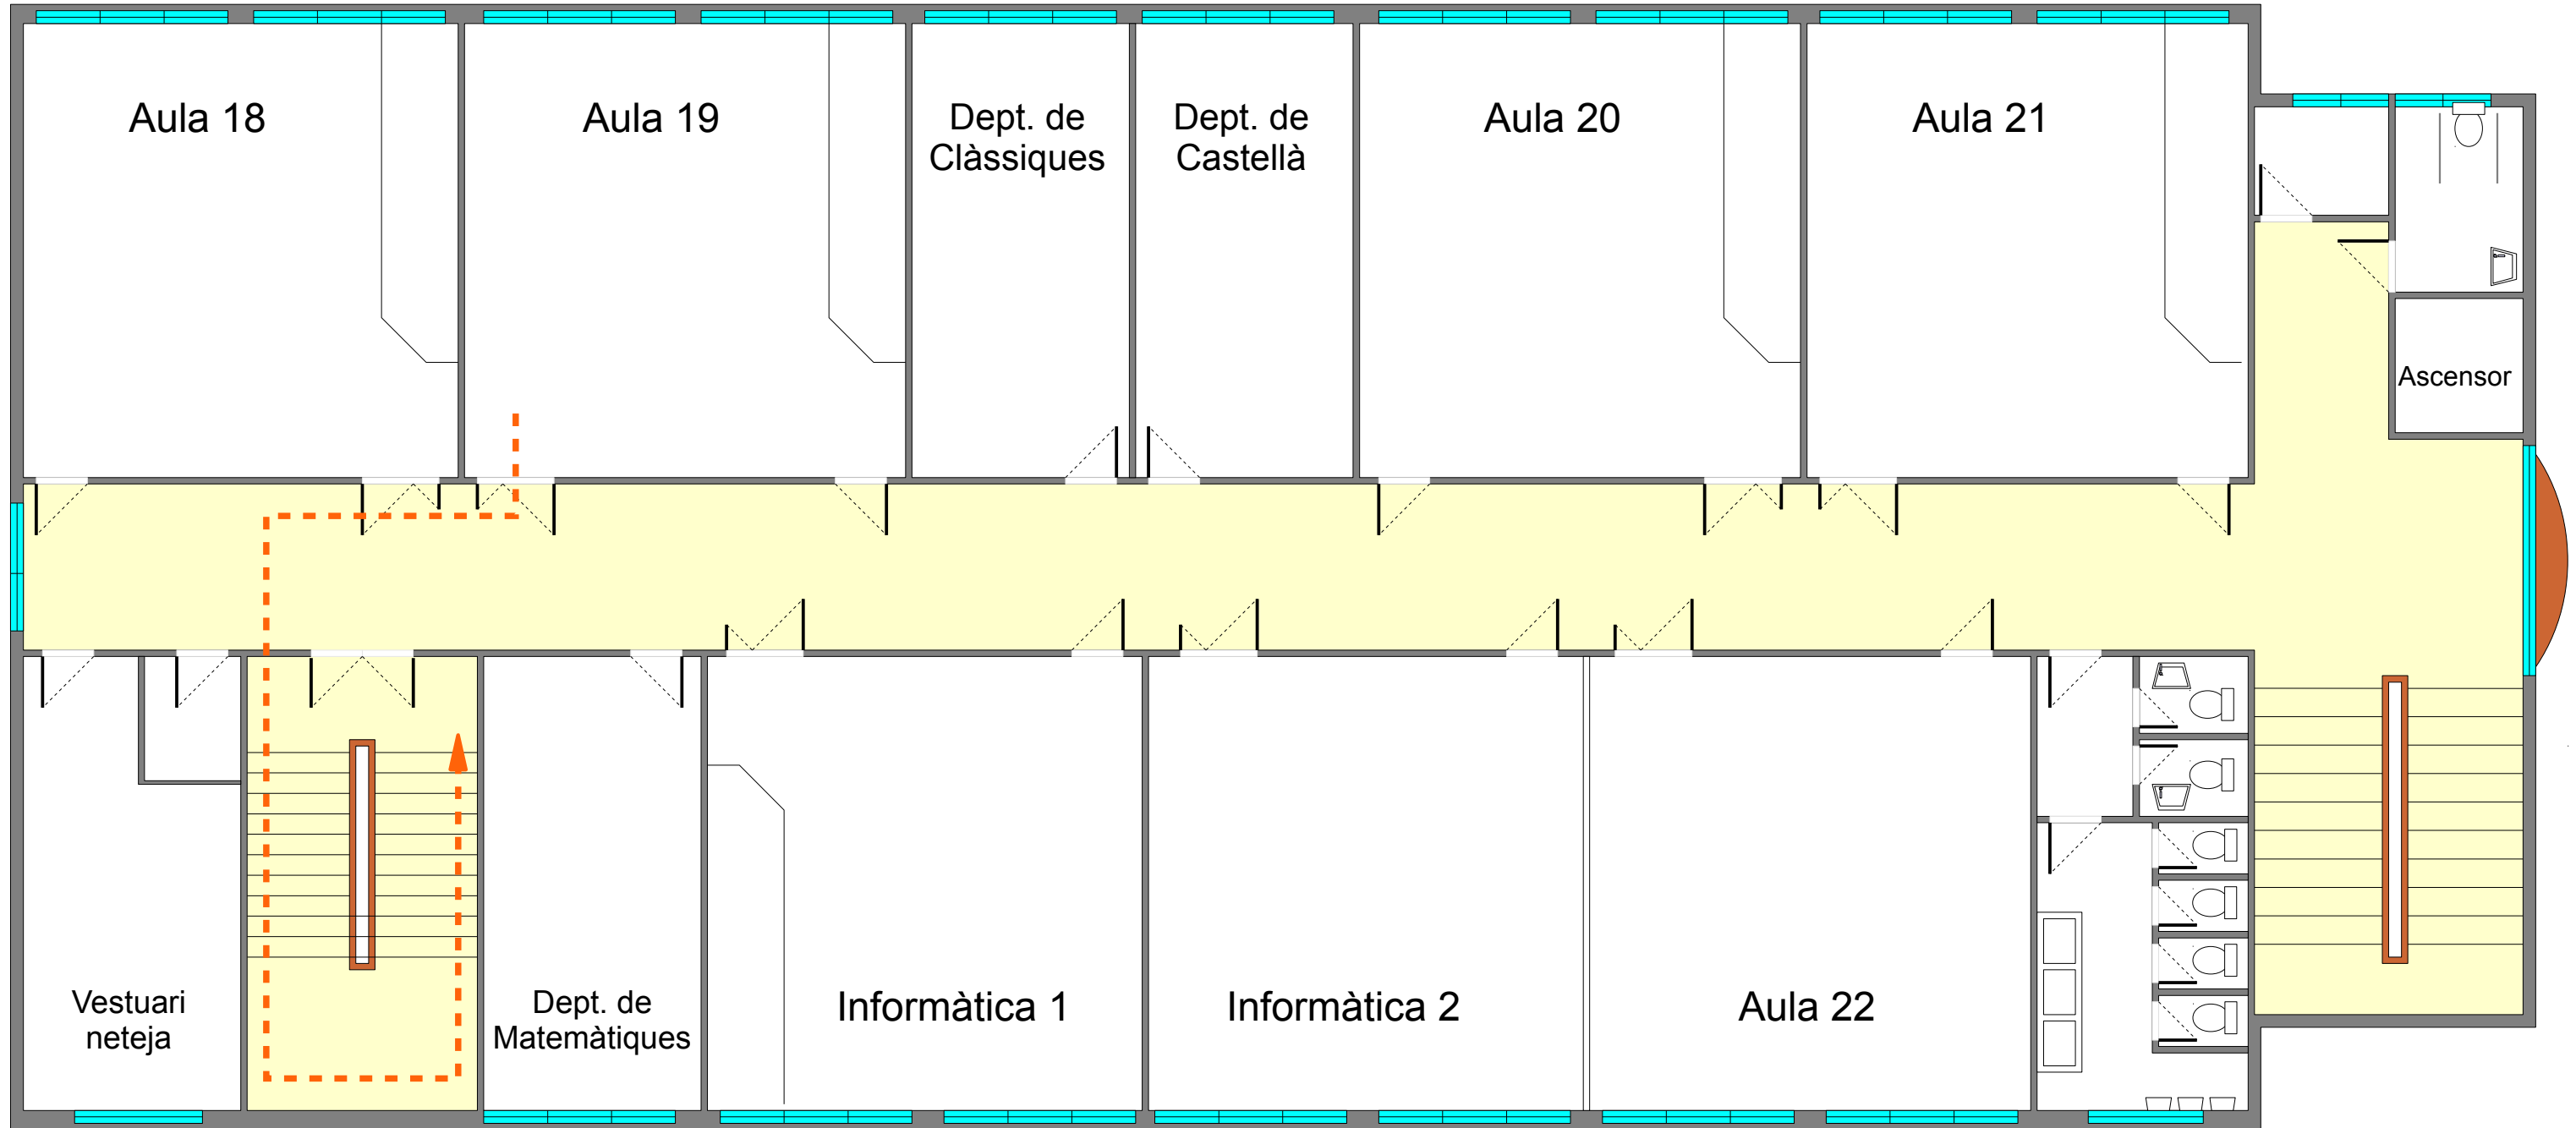 Aula 18
Aula 19
Dept. de
Clàssiques
Dept. de
Castellà
Aula 20
Aula 21
Ascensor
Vestuari
neteja
Dept. de
Matemàtiques
Informàtica 1
Informàtica 2
Aula 22